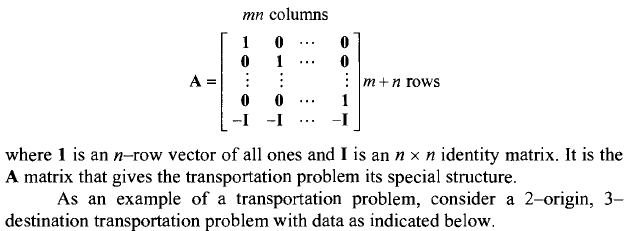 mn columns
1 0 ... 0
0 1 ... 0
A = ⋮ ⋮ ⋮ m + n rows
0 0 ... 1
–I –I ... –I
where 1 is an n–row vector of all ones and I is an n × n identity matrix. It is the
A matrix that gives the transportation problem its special structure.
As an example of a transportation problem, consider a 2–origin, 3–
destination transportation problem with data as indicated below.